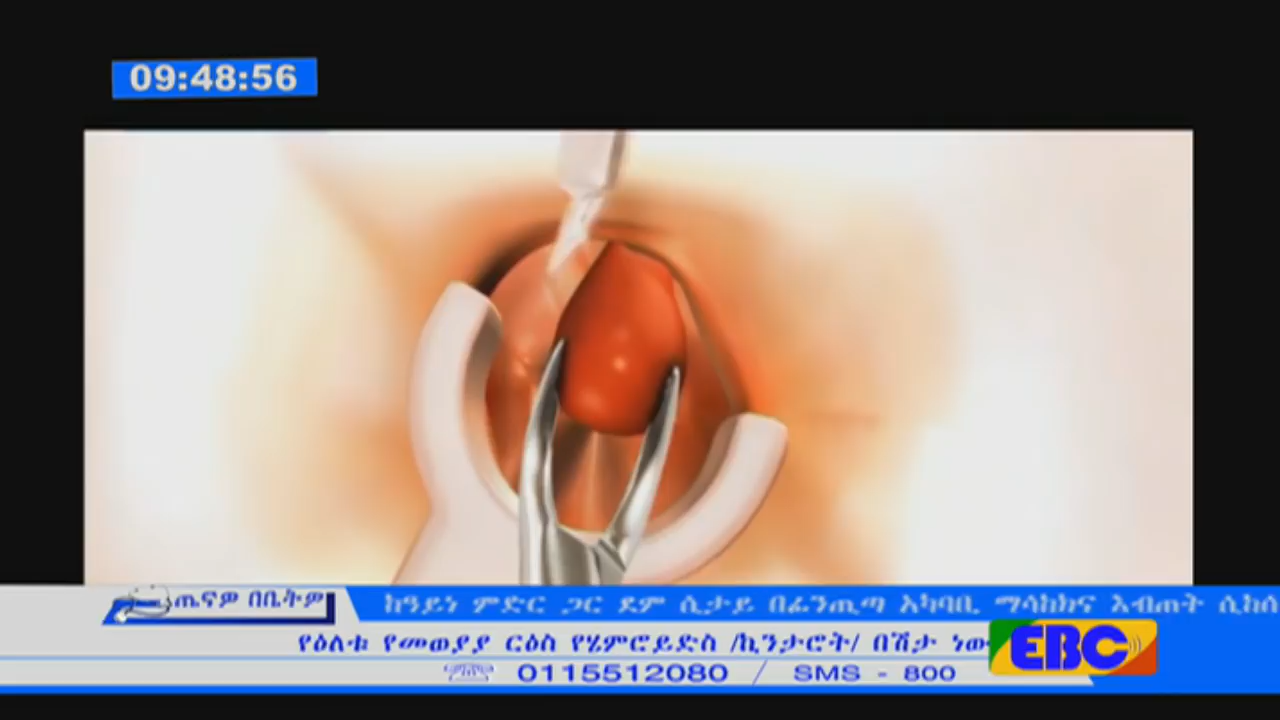 09:48:56
ጤናዎ በቤትዎ
ከዓይነ ምድር ጋር ደም ሲታይ በፊንጢጣ አካባቢ ማሳከክና እብጠት ሲከሰ
የዕለቱ የመወያያ ርዕስ የሄምሮይድስ /ኪንታሮት/ በሽታ ነው
EBC
0115512080 / SMS - 800